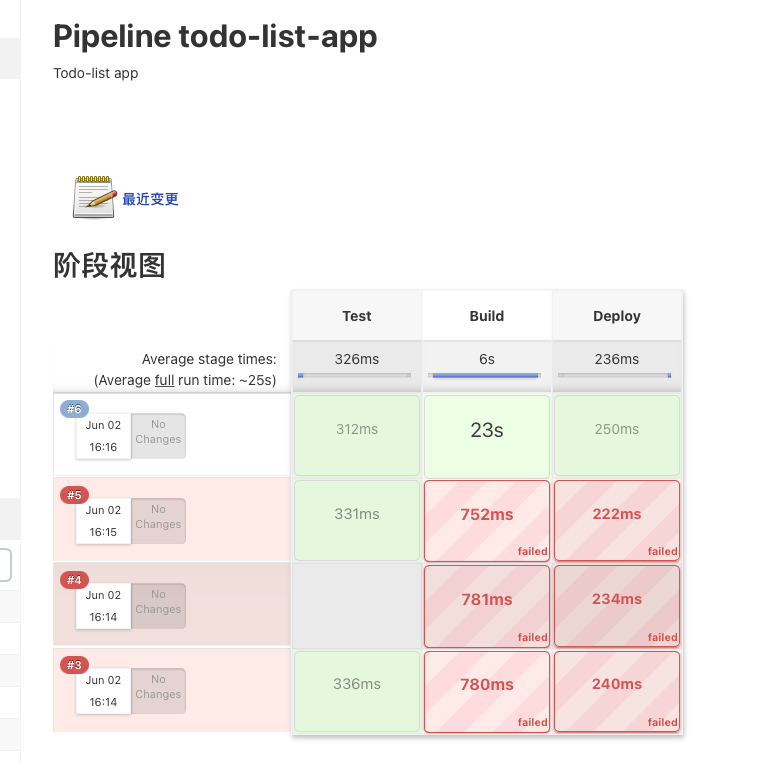 Pipeline todo-list-app
Todo-list app
最近变更
阶段视图
Test Build Deploy
Average stage times: 326ms 6s 236ms
(Average full run time: ~25s)
#6
Jun 02 No
16:16 Changes
312ms 23s 250ms
#5
Jun 02 No
16:15 Changes
331ms 752ms 222ms
failed failed
#4
Jun 02 No
16:14 Changes
781ms 234ms
failed failed
#3
Jun 02 No
16:14 Changes
336ms 780ms 240ms
failed failed